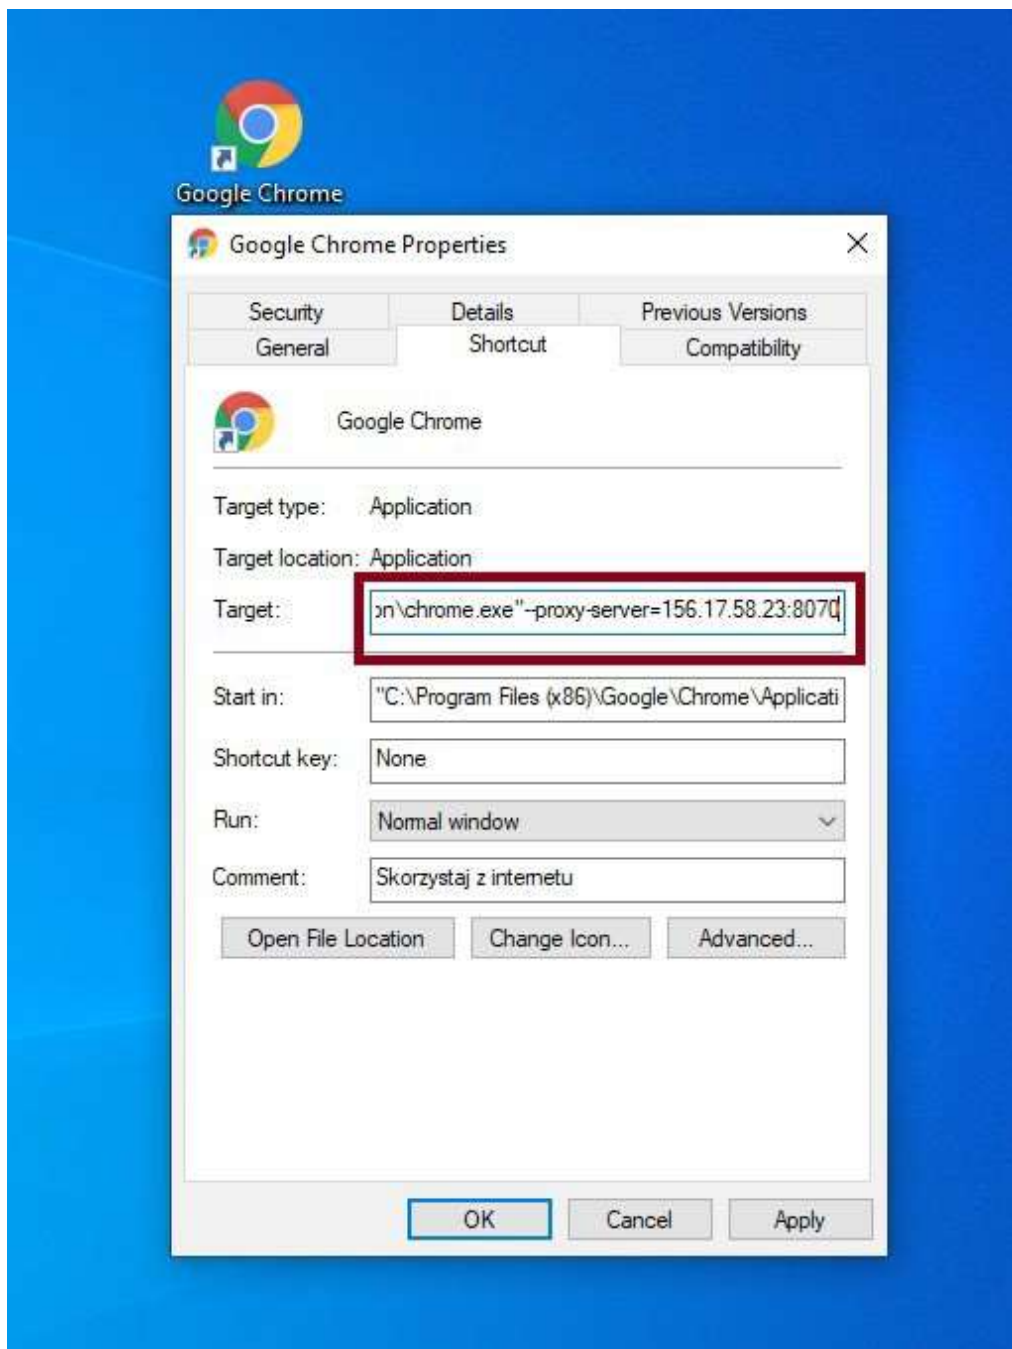 Google Chrome
Google Chrome Properties
Security Details Previous Versions
General Shortcut Compatibility
Google Chrome
Target type: Application
Target location: Application
Target: on\chrome.exe"--proxy-server=156.17.58.23:8070
Start in: "C:\Program Files (x86)\Google\Chrome\Applicati
Shortcut key: None
Run: Normal window
Comment: Skorzystaj z internetu
Open File Location Change Icon... Advanced...
OK Cancel Apply